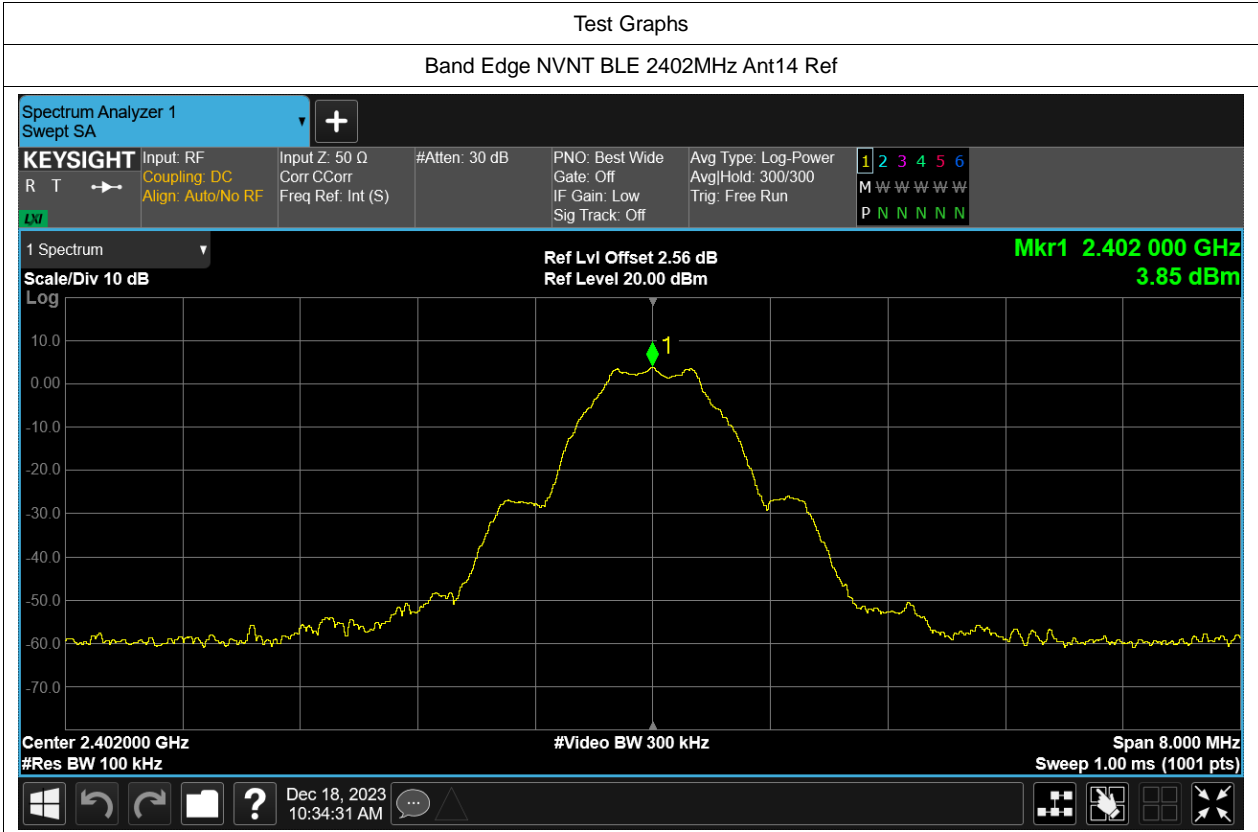 Test Graphs
Band Edge NVNT BLE 2402MHz Ant14 Ref
Spectrum Analyzer 1
Swept SA
+
KEYSIGHT
R T
LXI
Input: RF
Coupling: DC
Align: Auto/No RF
Input Z: 50 Ω
Corr CCorr
Freq Ref: Int (S)
#Atten: 30 dB
PNO: Best Wide
Gate: Off
IF Gain: Low
Sig Track: Off
Avg Type: Log-Power
Avg|Hold: 300/300
Trig: Free Run
1 2 3 4 5 6
M W W W W W
P N N N N N
1 Spectrum
Scale/Div 10 dB
Log
Ref Lvl Offset 2.56 dB
Ref Level 20.00 dBm
Mkr1 2.402 000 GHz
3.85 dBm
1
10.0
0.00
-10.0
-20.0
-30.0
-40.0
-50.0
-60.0
-70.0
Center 2.402000 GHz
#Video BW 300 kHz
Span 8.000 MHz
#Res BW 100 kHz
Sweep 1.00 ms (1001 pts)
?
Dec 18, 2023
10:34:31 AM